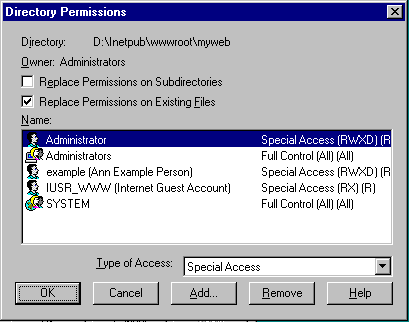 Directory Permissions
Directory: D:\Inetpub\wwwroot\myweb
Owner: Administrators
Replace Permissions on Subdirectories
Replace Permissions on Existing Files
Name:
Administrator Special Access (RWXD) (R
Administrators Full Control (All) (All)
example (Ann Example Person) Special Access (RWXD) (R
IUSR_WWW (Internet Guest Account) Special Access (RX) (R)
SYSTEM Full Control (All) (All)
Type of Access: Special Access
OK Cancel Add... Remove Help